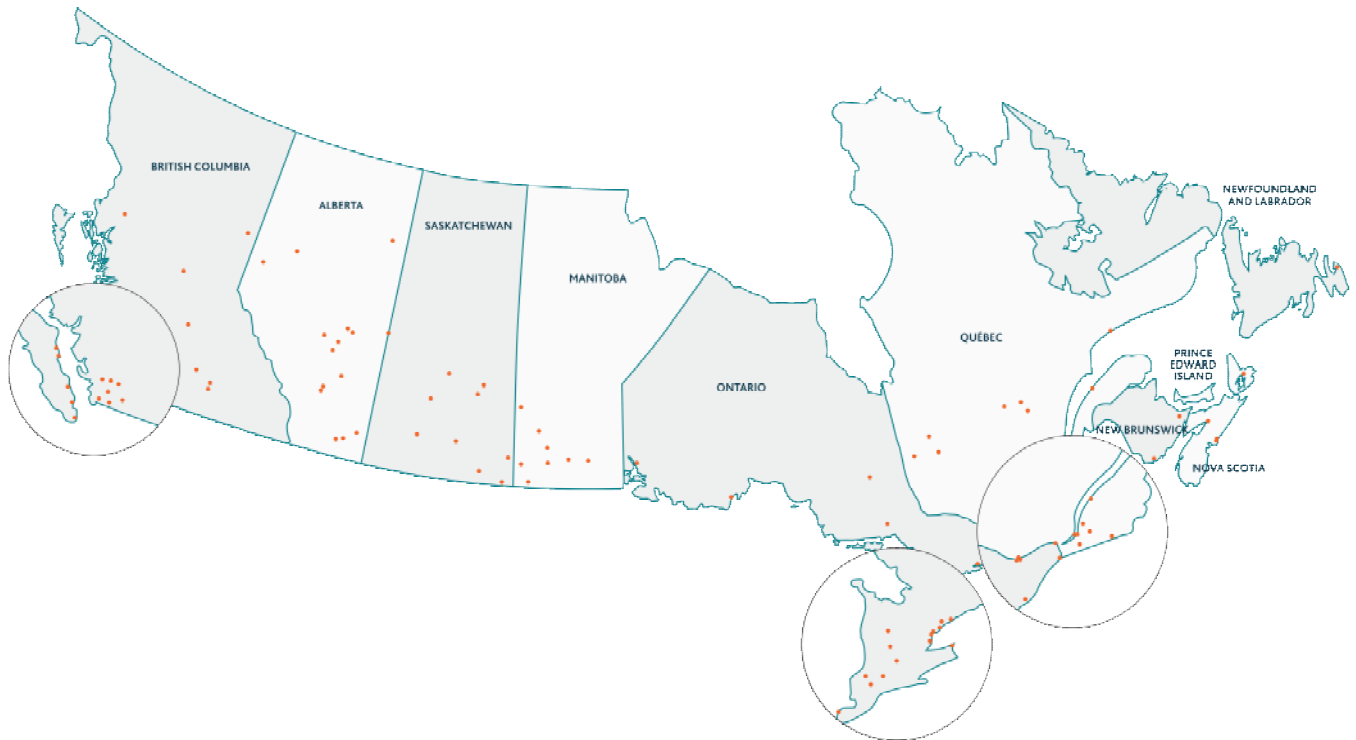 BRITISH COLUMBIA
ALBERTA
SASKATCHEWAN
MANITOBA
ONTARIO
QUÉBEC
NEWFOUNDLAND
AND LABRADOR
PRINCE
EDWARD
ISLAND
NEW BRUNSWICK
NOVA SCOTIA